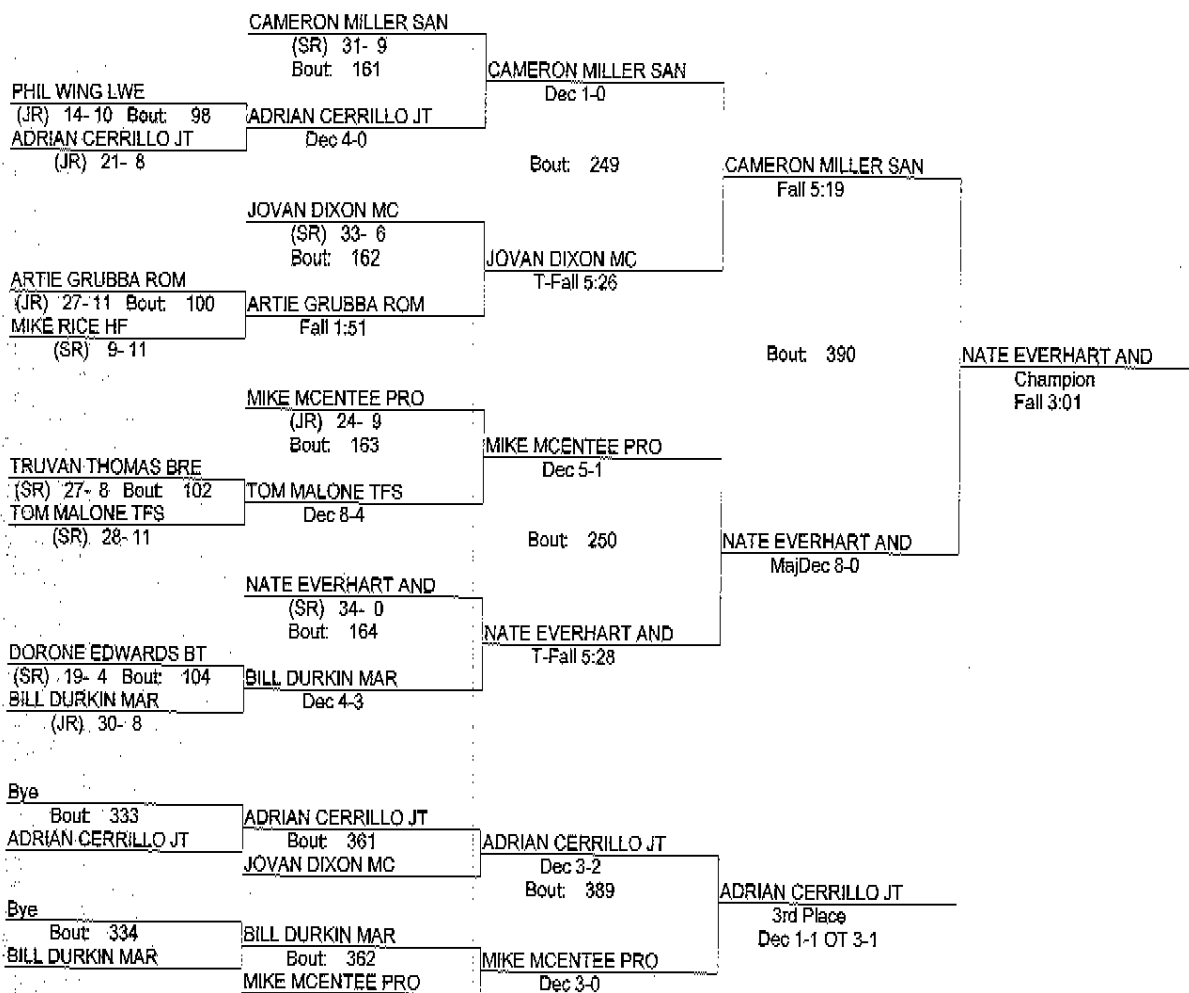 CAMERON MILLER SAN
(SR) 31- 9
Bout: 161
CAMERON MILLER SAN
Dec 1-0
PHIL WING LWE
(JR) 14-10 Bout: 98
ADRIAN CERRILLO JT
(JR) 21- 8
ADRIAN CERRILLO JT
Dec 4-0
Bout: 249
CAMERON MILLER SAN
Fall 5:19
JOVAN DIXON MC
(SR) 33- 6
Bout: 162
JOVAN DIXON MC
T-Fall 5:26
ARTIE GRUBBA ROM
(JR) 27-11 Bout: 100
MIKE RICE HF
(SR) 9-11
ARTIE GRUBBA ROM
Fall 1:51
Bout: 390
NATE EVERHART AND
Champion
Fall 3:01
MIKE MCENTEE PRO
(JR) 24- 9
Bout: 163
MIKE MCENTEE PRO
Dec 5-1
TRUVAN THOMAS BRE
(SR) 27- 8 Bout: 102
TOM MALONE TFS
(SR) 28-11
TOM MALONE TFS
Dec 8-4
Bout: 250
NATE EVERHART AND
MajDec 8-0
NATE EVERHART AND
(SR) 34- 0
Bout: 164
NATE EVERHART AND
T-Fall 5:28
DORONE EDWARDS BT
(SR) 19- 4 Bout: 104
BILL DURKIN MAR
(JR) 30- 8
BILL DURKIN MAR
Dec 4-3
Bye
Bout: 333
ADRIAN CERRILLO JT
ADRIAN CERRILLO JT
Bout: 361
JOVAN DIXON MC
ADRIAN CERRILLO JT
Dec 3-2
Bout: 389
ADRIAN CERRILLO JT
3rd Place
Dec 1-1 OT 3-1
Bye
Bout: 334
BILL DURKIN MAR
BILL DURKIN MAR
Bout: 362
MIKE MCENTEE PRO
MIKE MCENTEE PRO
Dec 3-0